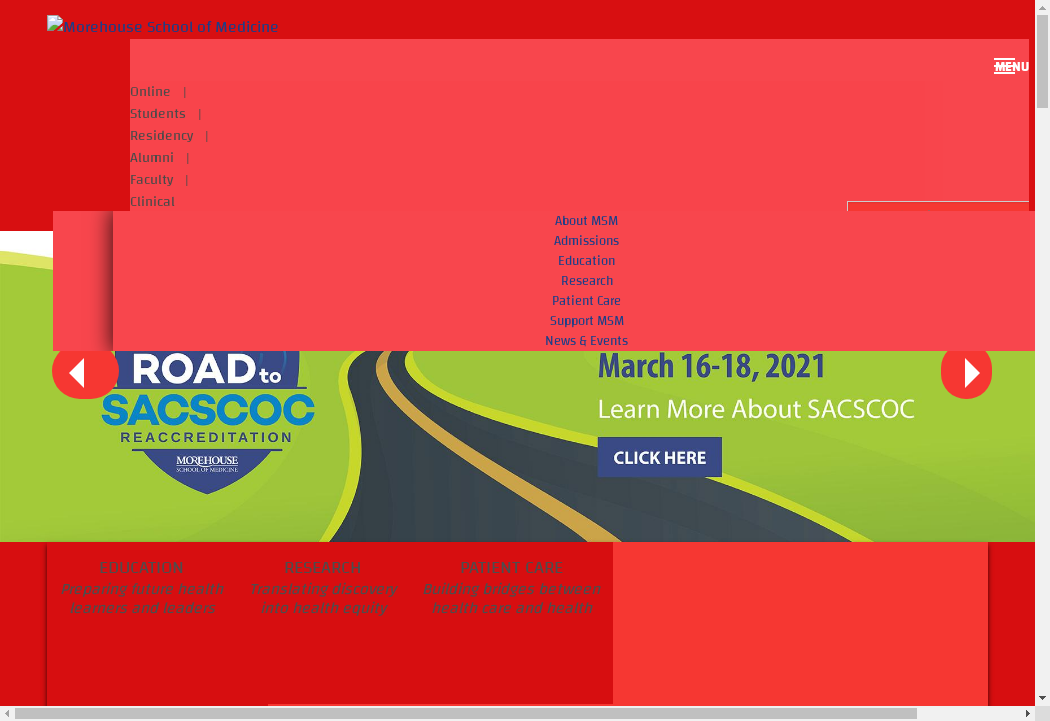 Morehouse School of Medicine
MENU
Online |
Students |
Residency |
Alumni |
Faculty |
Clinical
About MSM
Admissions
Education
Research
Patient Care
Support MSM
News & Events
ROAD to
SACSCOC
REACCREDITATION
MOREHOUSE
SCHOOL OF MEDICINE
March 16-18, 2021
Learn More About SACSCOC
CLICK HERE
EDUCATION
Preparing future health
learners and leaders
RESEARCH
Translating discovery
into health equity
PATIENT CARE
Building bridges between
health care and health